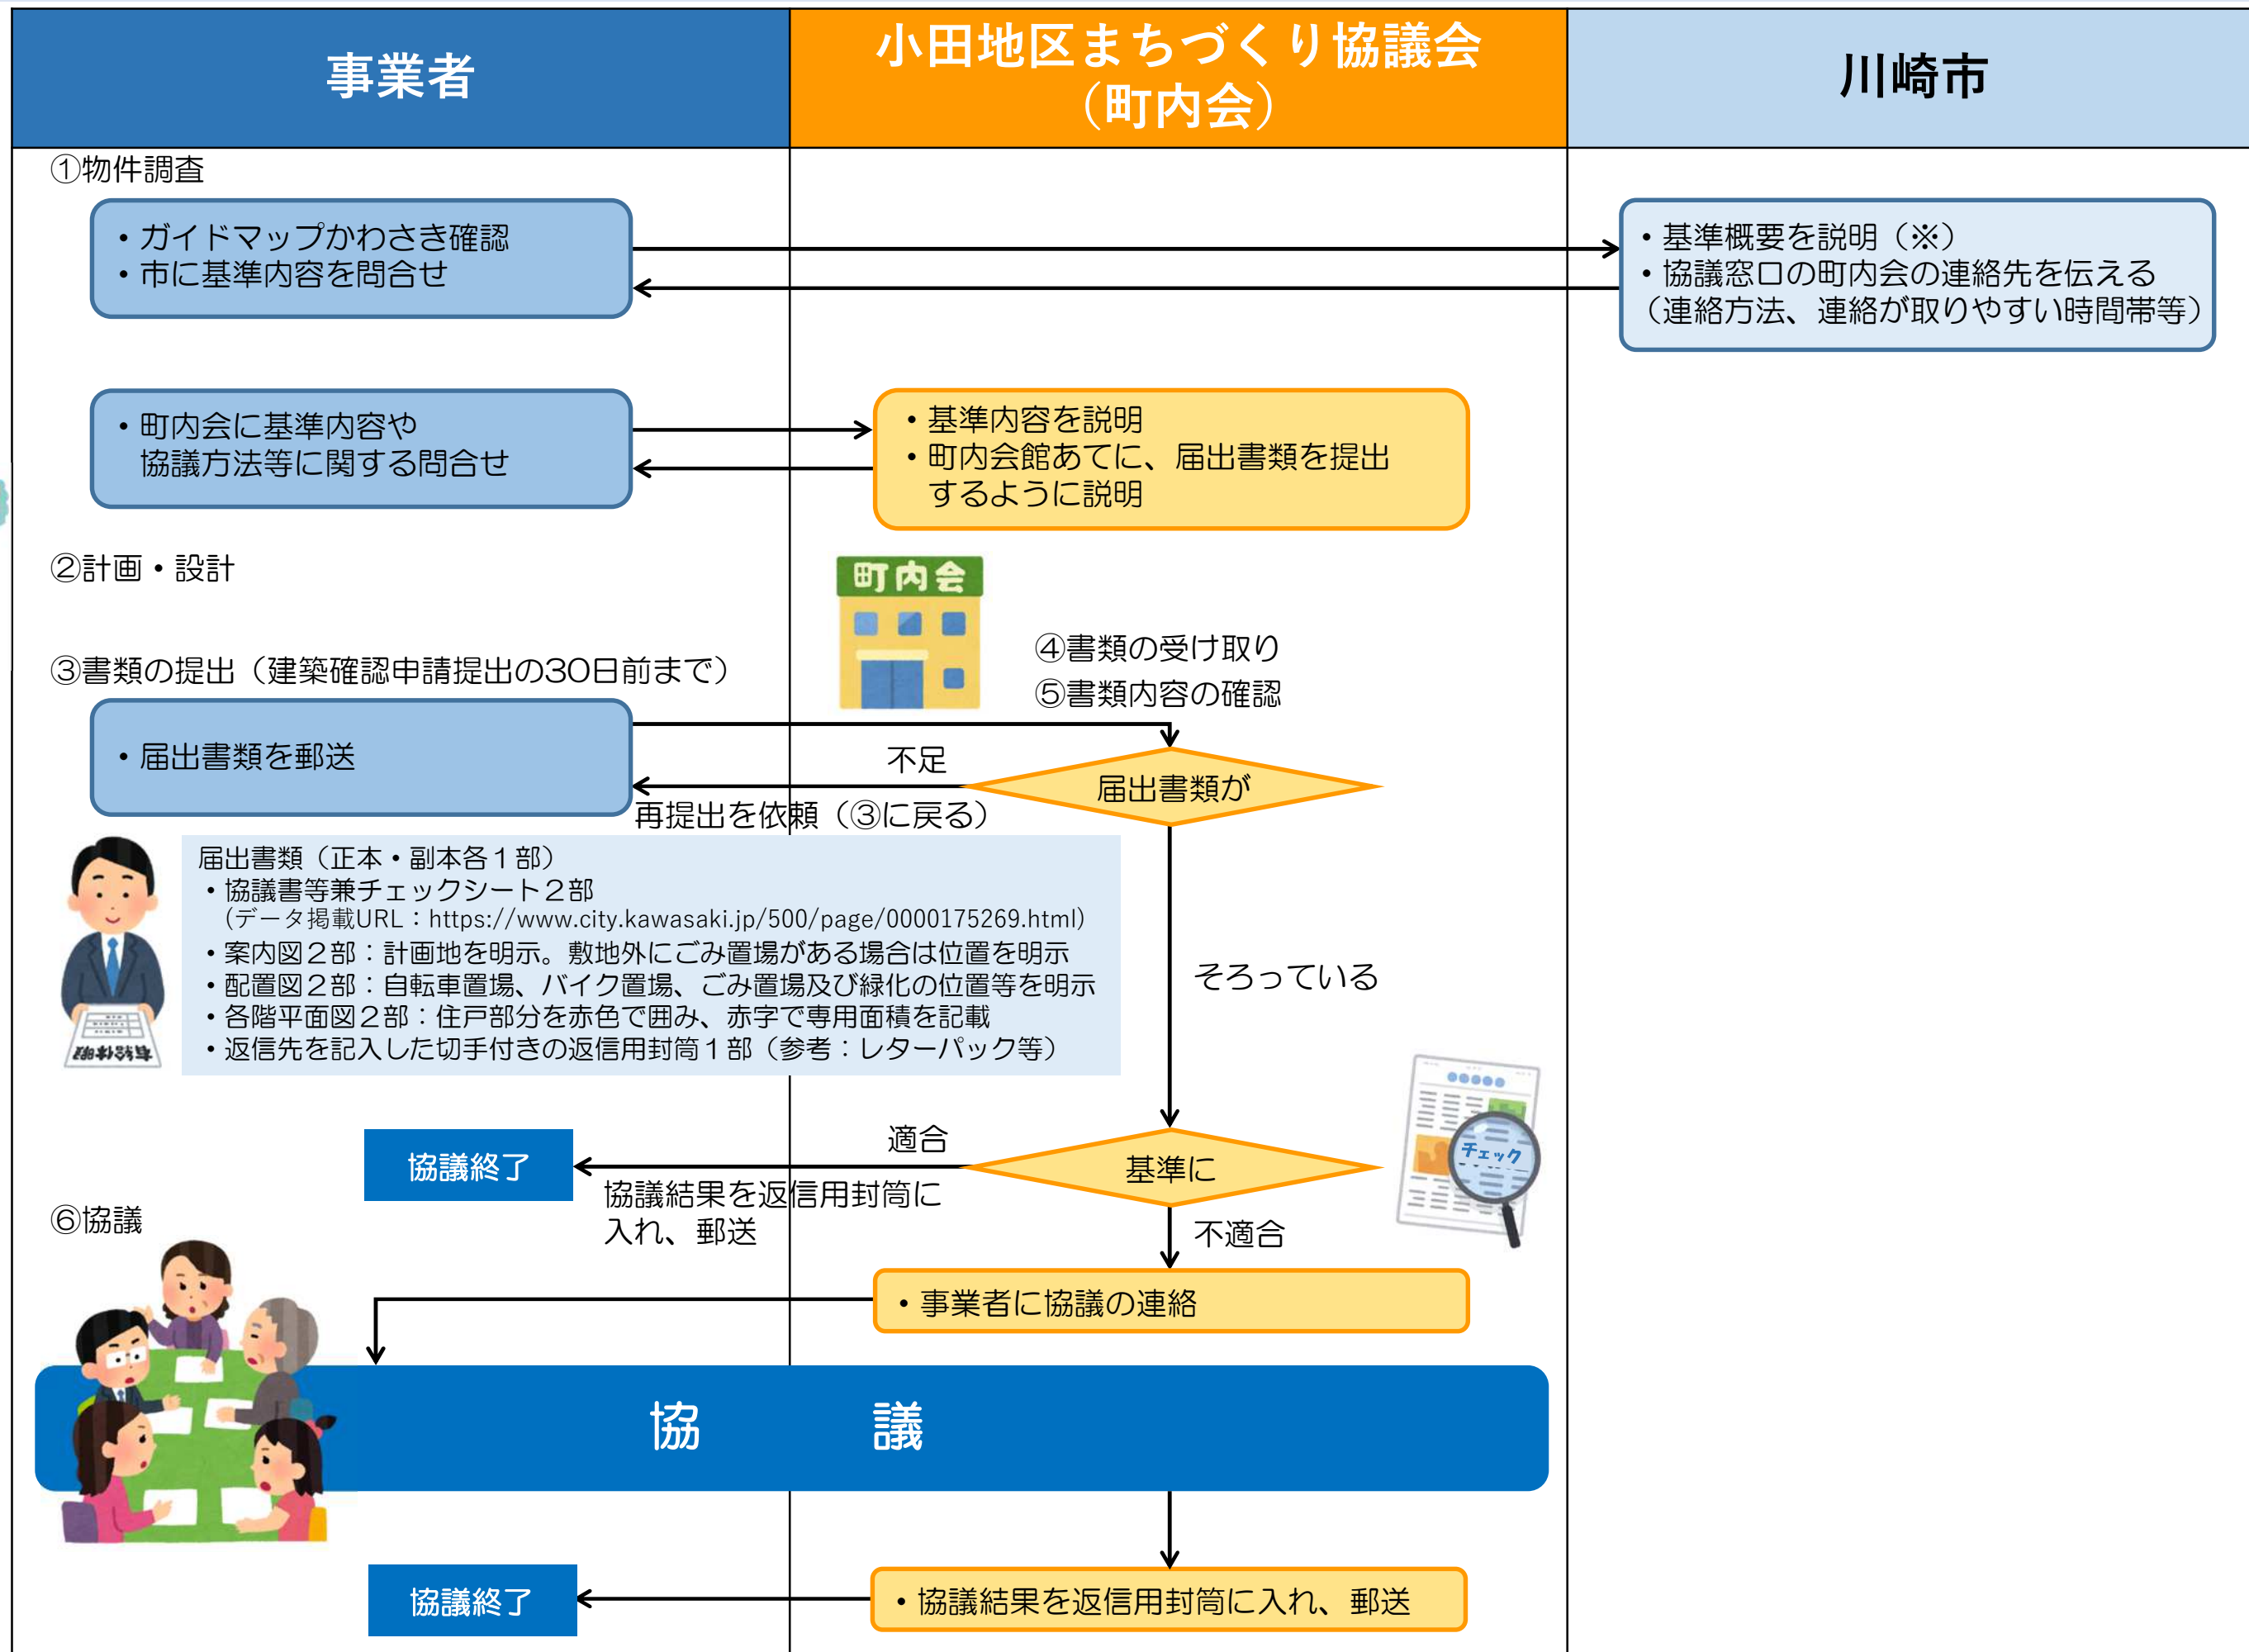 事業者
小田地区まちづくり協議会
（町内会）
川崎市
①物件調査
・ガイドマップかわさき確認
・市に基準内容を問合せ
・基準概要を説明（※）
・協議窓口の町内会の連絡先を伝える
（連絡方法、連絡が取りやすい時間帯等）
・町内会に基準内容や
協議方法等に関する問合せ
・基準内容を説明
・町内会館あてに、届出書類を提出
するように説明
②計画・設計
町内会
④書類の受け取り
⑤書類内容の確認
③書類の提出（建築確認申請提出の30日前まで）
・届出書類を郵送
不足
届出書類が
再提出を依頼（③に戻る）
届出書類（正本・副本各１部）
・協議書等兼チェックシート２部
(データ掲載URL：https://www.city.kawasaki.jp/500/page/0000175269.html)
・案内図２部：計画地を明示。敷地外にごみ置場がある場合は位置を明示
・配置図２部：自転車置場、バイク置場、ごみ置場及び緑化の位置等を明示
・各階平面図２部：住戸部分を赤色で囲み、赤字で専用面積を記載
・返信先を記入した切手付きの返信用封筒１部（参考：レターパック等）
そろっている
適合
協議終了
基準に
チェック
協議結果を返信用封筒に
入れ、郵送
⑥協議
不適合
・事業者に協議の連絡
協　議
協議終了
・協議結果を返信用封筒に入れ、郵送